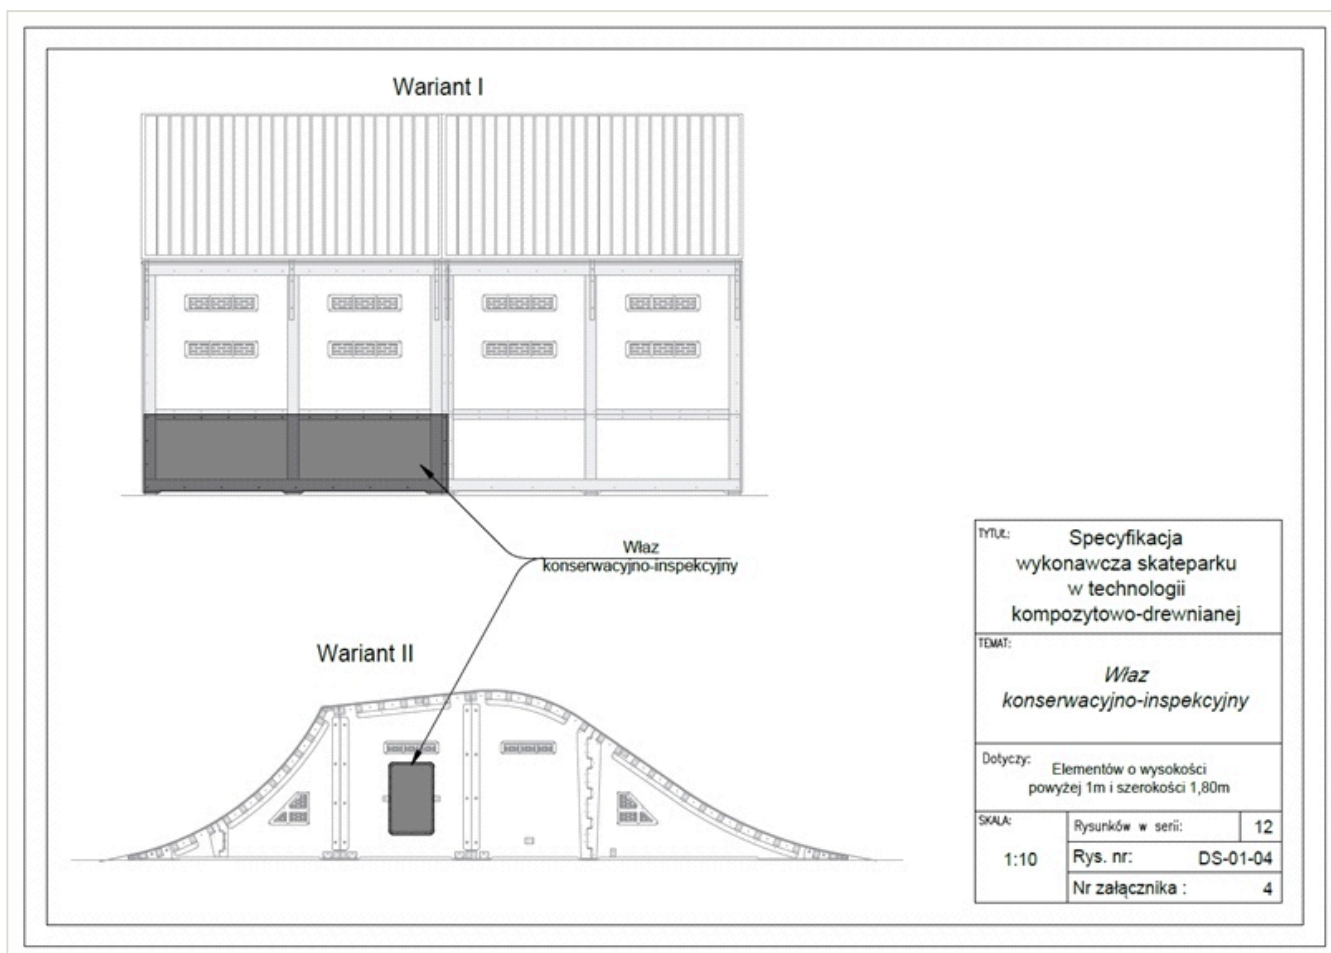 Wariant I
Właz
konserwacyjno-inspekcyjny
Wariant II
TYTUŁ:
Specyfikacja
wykonawcza skateparku
w technologii
kompozytowo-drewnianej
TEMAT:
Właz
konserwacyjno-inspekcyjny
Dotyczy:
Elementów o wysokości
powyżej 1m i szerokości 1,80m
SKALA:
1:10
Rysunków w serii: 12
Rys. nr: DS-01-04
Nr załącznika : 4